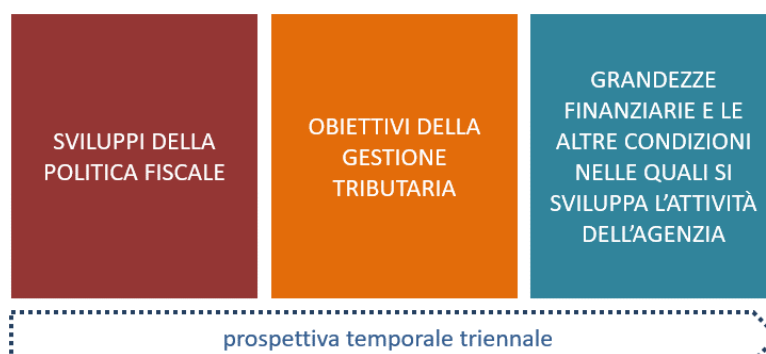 SVILUPPI DELLA
POLITICA FISCALE
OBIETTIVI DELLA
GESTIONE
TRIBUTARIA
GRANDEZZE
FINANZIARIE E LE
ALTRE CONDIZIONI
NELLE QUALI SI
SVILUPPA L’ATTIVITÀ
DELL’AGENZIA
prospettiva temporale triennale